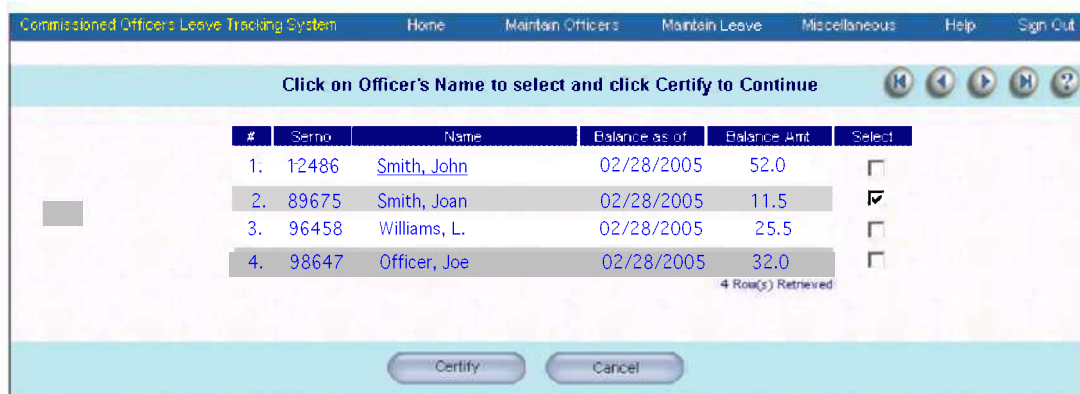 Commissioned Officers Leave Tracking System Home Maintain Officers Maintain Leave Miscellaneous Help Sign Out
Click on Officer's Name to select and click Certify to Continue ?
# Serno Name Balance as of Balance Amt Select
1. 12486 Smith, John 02/28/2005 52.0
2. 89675 Smith, Joan 02/28/2005 11.5
3. 96458 Williams, L. 02/28/2005 25.5
4. 98647 Officer, Joe 02/28/2005 32.0
4 Row(s) Retrieved
Certify Cancel